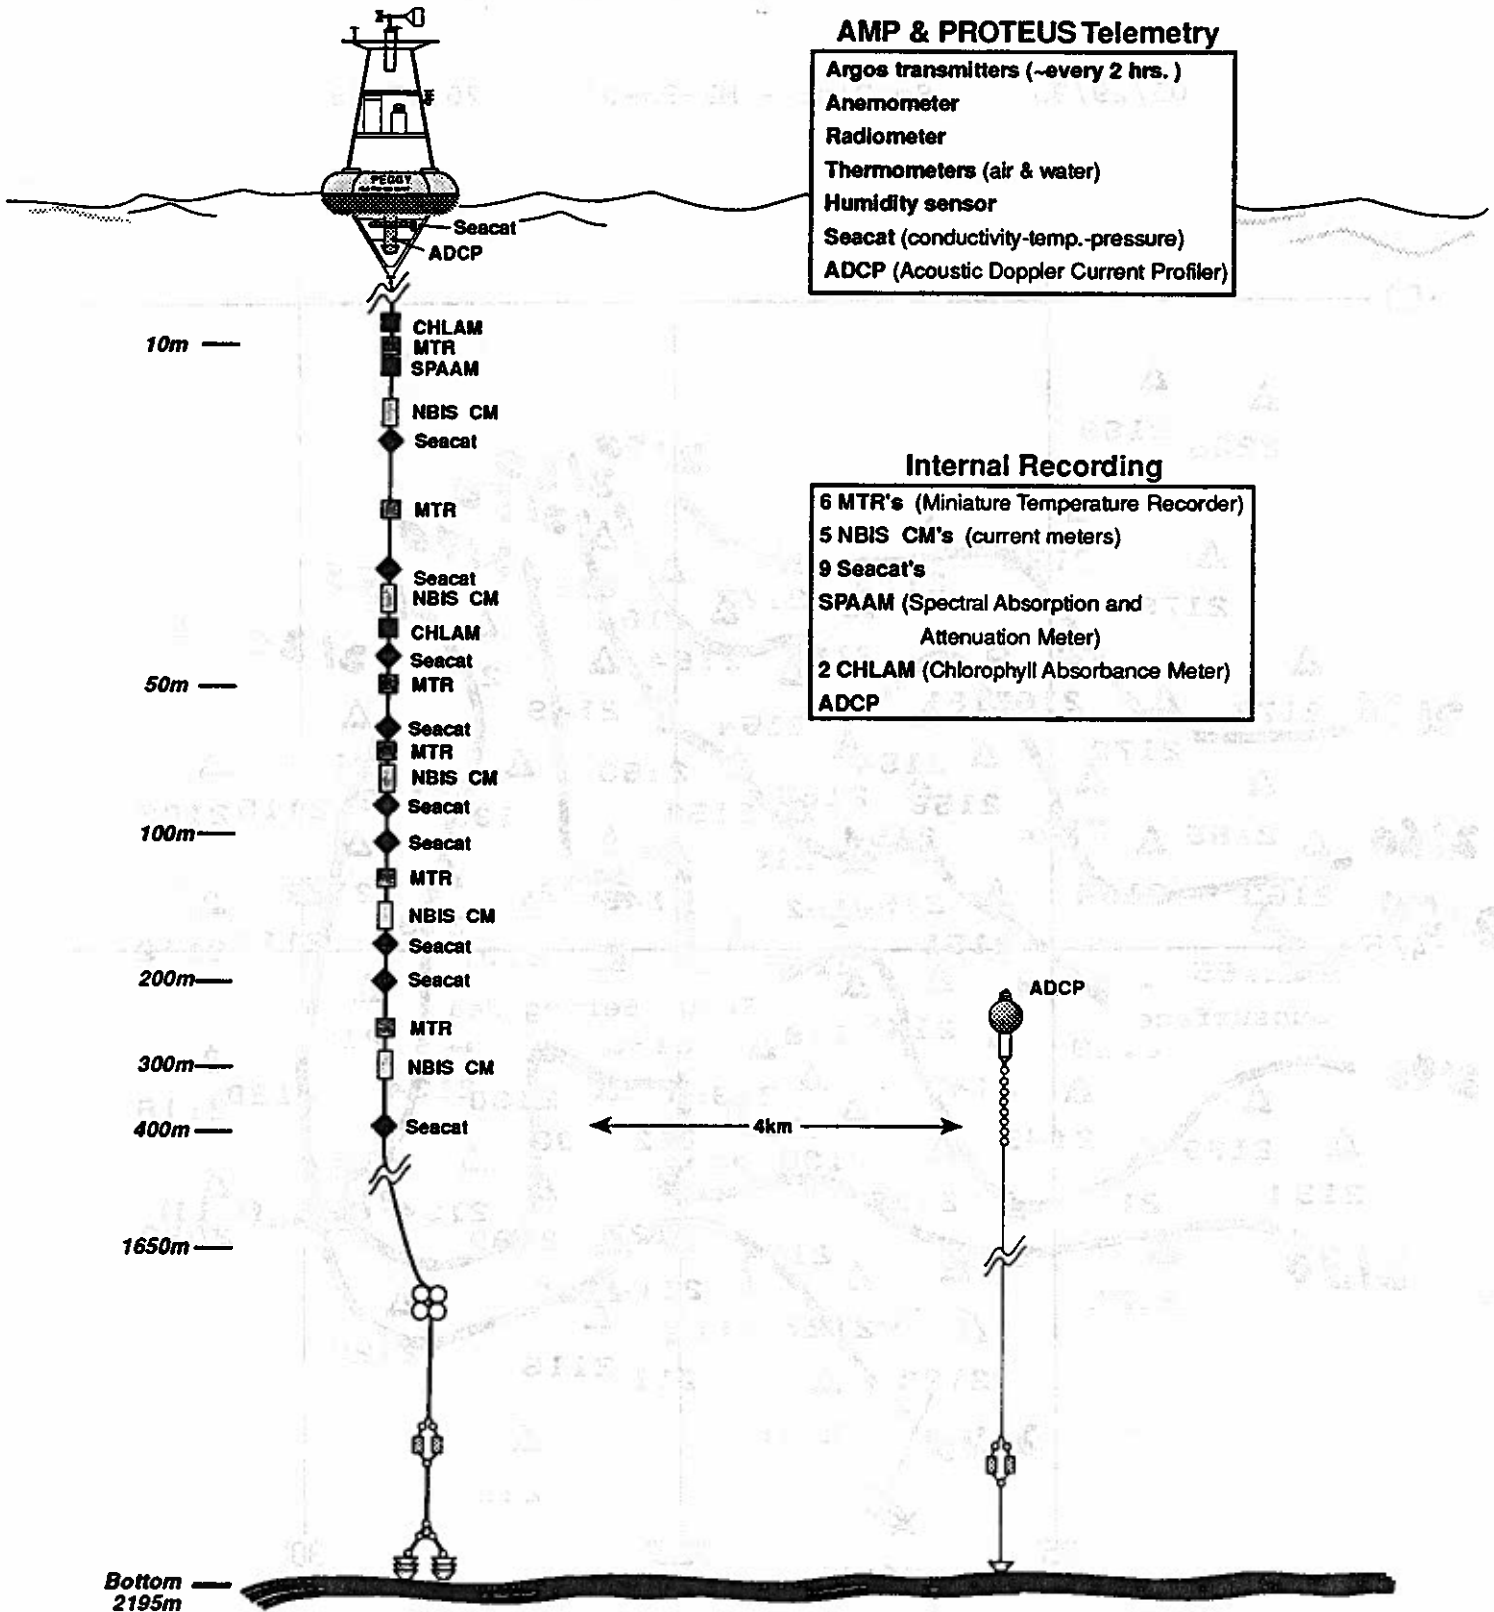 AMP & PROTEUS Telemetry
Argos transmitters (~every 2 hrs. )
Anemometer
Radiometer
Thermometers (air & water)
Humidity sensor
Seacat (conductivity-temp.-pressure)
ADCP (Acoustic Doppler Current Profiler)
PEGGY
Seacat
ADCP
CHLAM
10m
MTR
SPAAM
NBIS CM
Seacat
Internal Recording
6 MTR's (Miniature Temperature Recorder)
5 NBIS CM's (current meters)
9 Seacat's
SPAAM (Spectral Absorption and
Attenuation Meter)
2 CHLAM (Chlorophyll Absorbance Meter)
ADCP
MTR
Seacat
NBIS CM
CHLAM
Seacat
50m
MTR
Seacat
MTR
NBIS CM
Seacat
100m
Seacat
MTR
NBIS CM
Seacat
200m
Seacat
ADCP
MTR
300m
NBIS CM
400m
Seacat
4km
1650m
Bottom
2195m